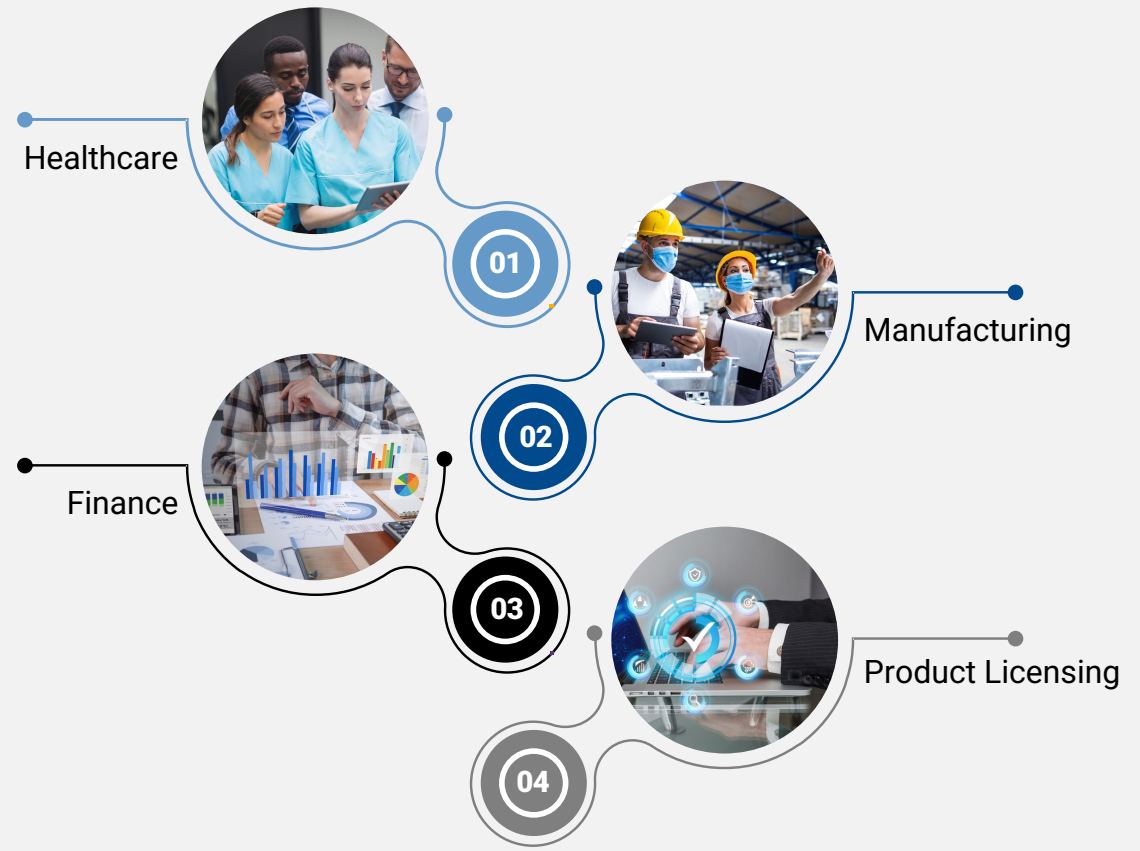 Healthcare
01
Manufacturing
02
Finance
03
Product Licensing
04